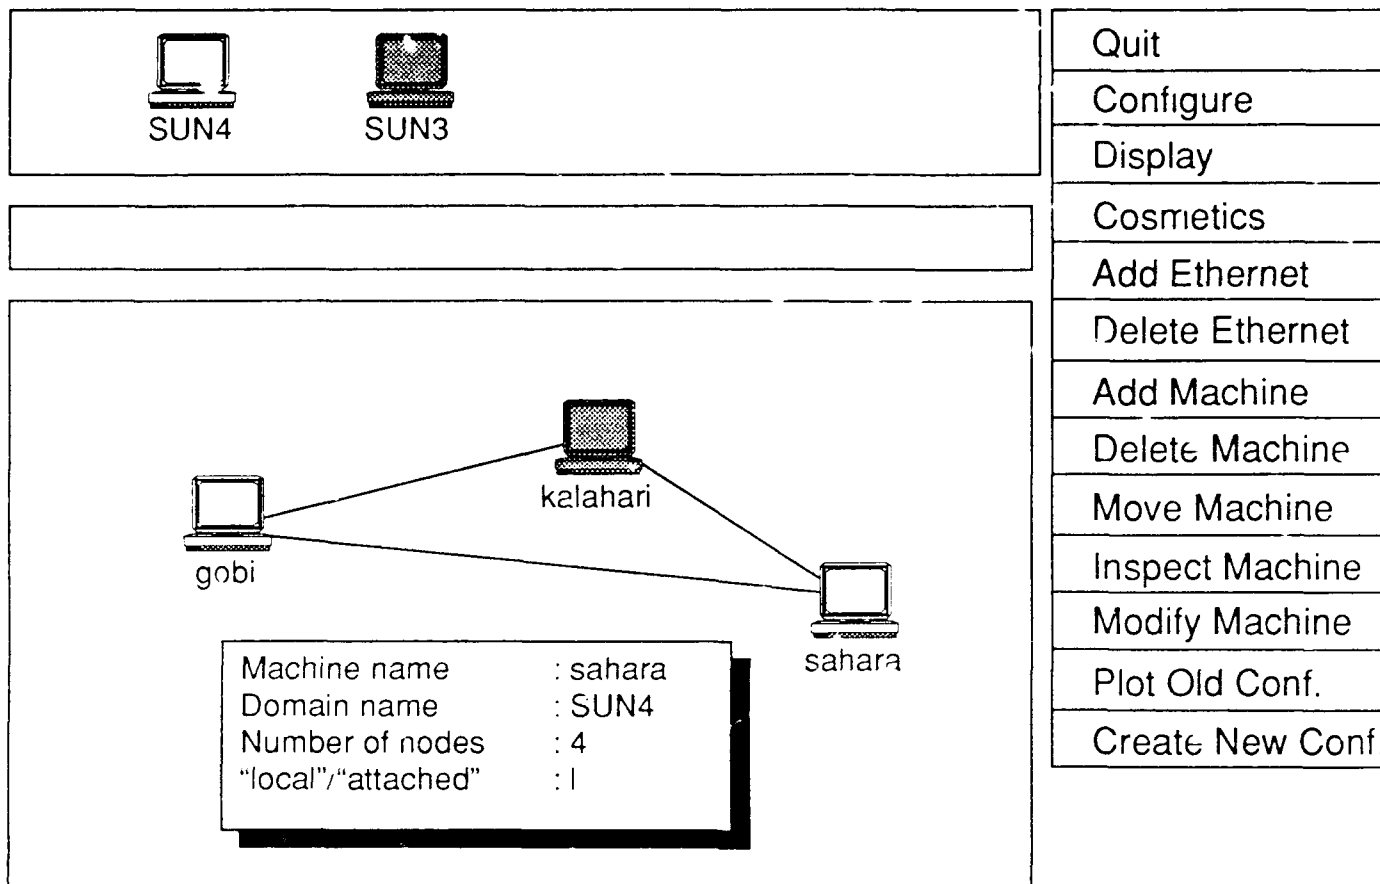 SUN4 SUN3
Quit
Configure
Display
Cosmetics
Add Ethernet
Delete Ethernet
Add Machine
Delete Machine
Move Machine
Inspect Machine
Modify Machine
Plot Old Conf.
Create New Conf
kalahari
gobi
sahara
Machine name : sahara
Domain name : SUN4
Number of nodes : 4
“local”/“attached” : l